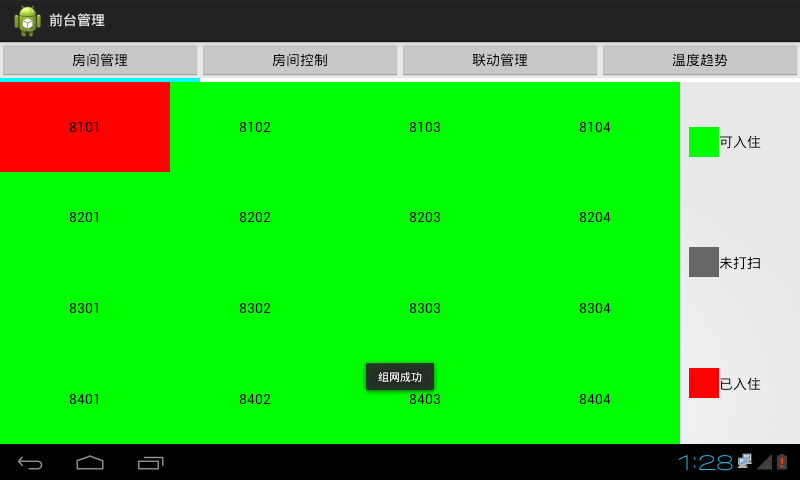 前台管理
房间管理 房间控制 联动管理 温度趋势
8101 8102 8103 8104
可入住
8201 8202 8203 8204
未打扫
8301 8302 8303 8304
组网成功
已入住
8401 8402 8403 8404
1:28